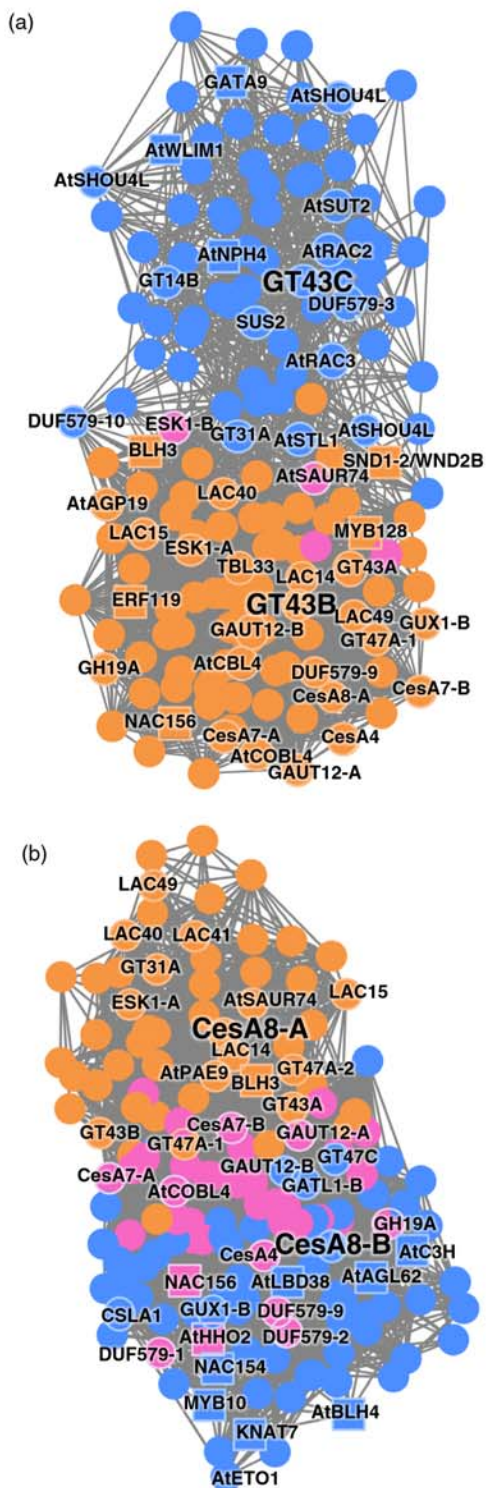 (a)
GATA9
AtSHOU4L
AtWLIM1
AtSHOU4L
AtSUT2
AtNPH4
AtRAC2
GT14B
GT43C
DUF579-3
SUS2
AtRAC3
DUF579-10
ESK1-B
GT31A
AtSTL1
AtSHOU4L
BLH3
SND1-2/WND2B
AtSAUR74
AtAGP19
LAC40
LAC15
MYB128
ESK1-A
TBL33
LAC14
GT43A
ERF119
GT43B
LAC49
GUX1-B
GAUT12-B
GT47A-1
GH19A
AtCBL4
DUF579-9
CesA8-A
CesA7-B
NAC156
CesA7-A
CesA4
AtCOBL4
GAUT12-A
(b)
LAC49
LAC40
LAC41
GT31A
ESK1-A
AtSAUR74
LAC15
CesA8-A
LAC14
AtPAE9
GT47A-2
BLH3
GT43A
CesA7-B
GT43B
GT47A-1
GAUT12-A
CesA7-A
GAUT12-B
GT47C
AtCOBL4
GATL1-B
GH19A
CesA4
CesA8-B
AtC3H
NAC156
AtLBD38
AtAGL62
CSLA1
GUX1-B
DUF579-9
AtHHO2
DUF579-2
DUF579-1
NAC154
MYB10
AtBLH4
KNAT7
AtETO1